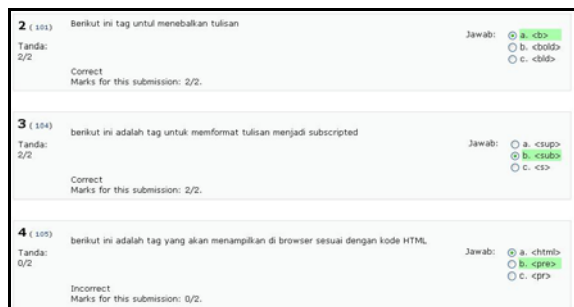 2 ( 101)
Berikut ini tag untul menebalkan tulisan
Jawab:
a. <b>
b. <bold>
c. <bld>
Tanda:
2/2
Correct
Marks for this submission: 2/2.
3 ( 104)
berikut ini adalah tag untuk memformat tulisan menjadi subscripted
Jawab:
a. <sup>
b. <sub>
c. <s>
Tanda:
2/2
Correct
Marks for this submission: 2/2.
4 ( 105)
berikut ini adalah tag yang akan menampilkan di browser sesuai dengan kode HTML
Jawab:
a. <html>
b. <pre>
c. <pr>
Tanda:
0/2
Incorrect
Marks for this submission: 0/2.